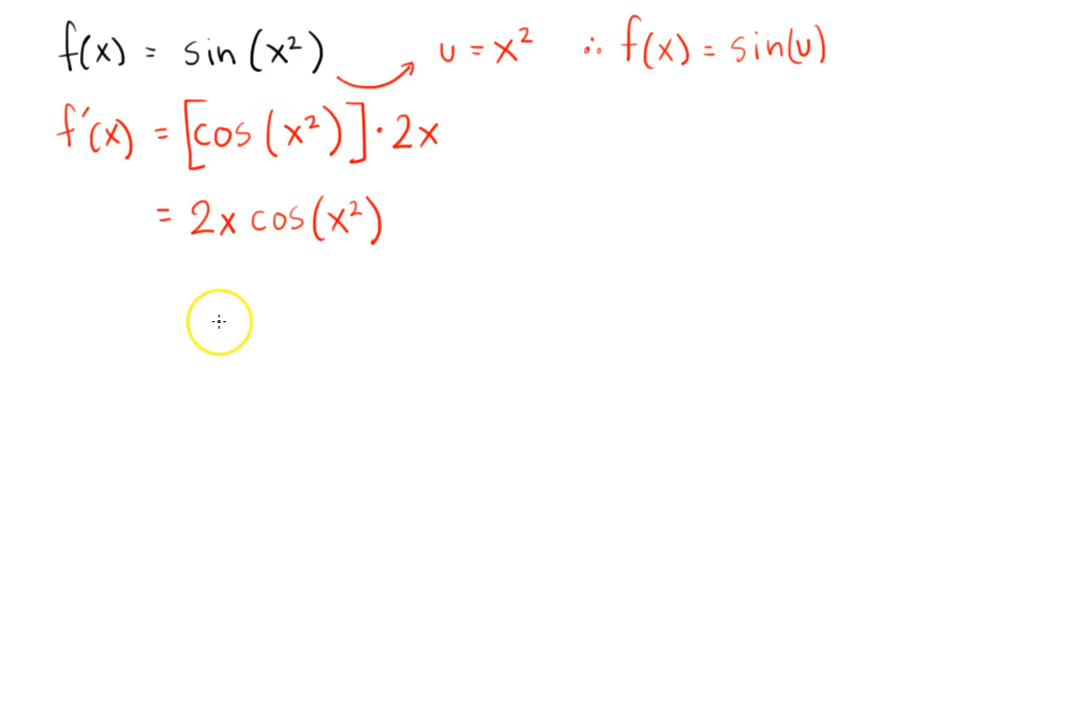 f(x) = sin(x²) u = x² ∴ f(x) = sin(u)
f'(x) = [cos(x²)]·2x
= 2x cos(x²)